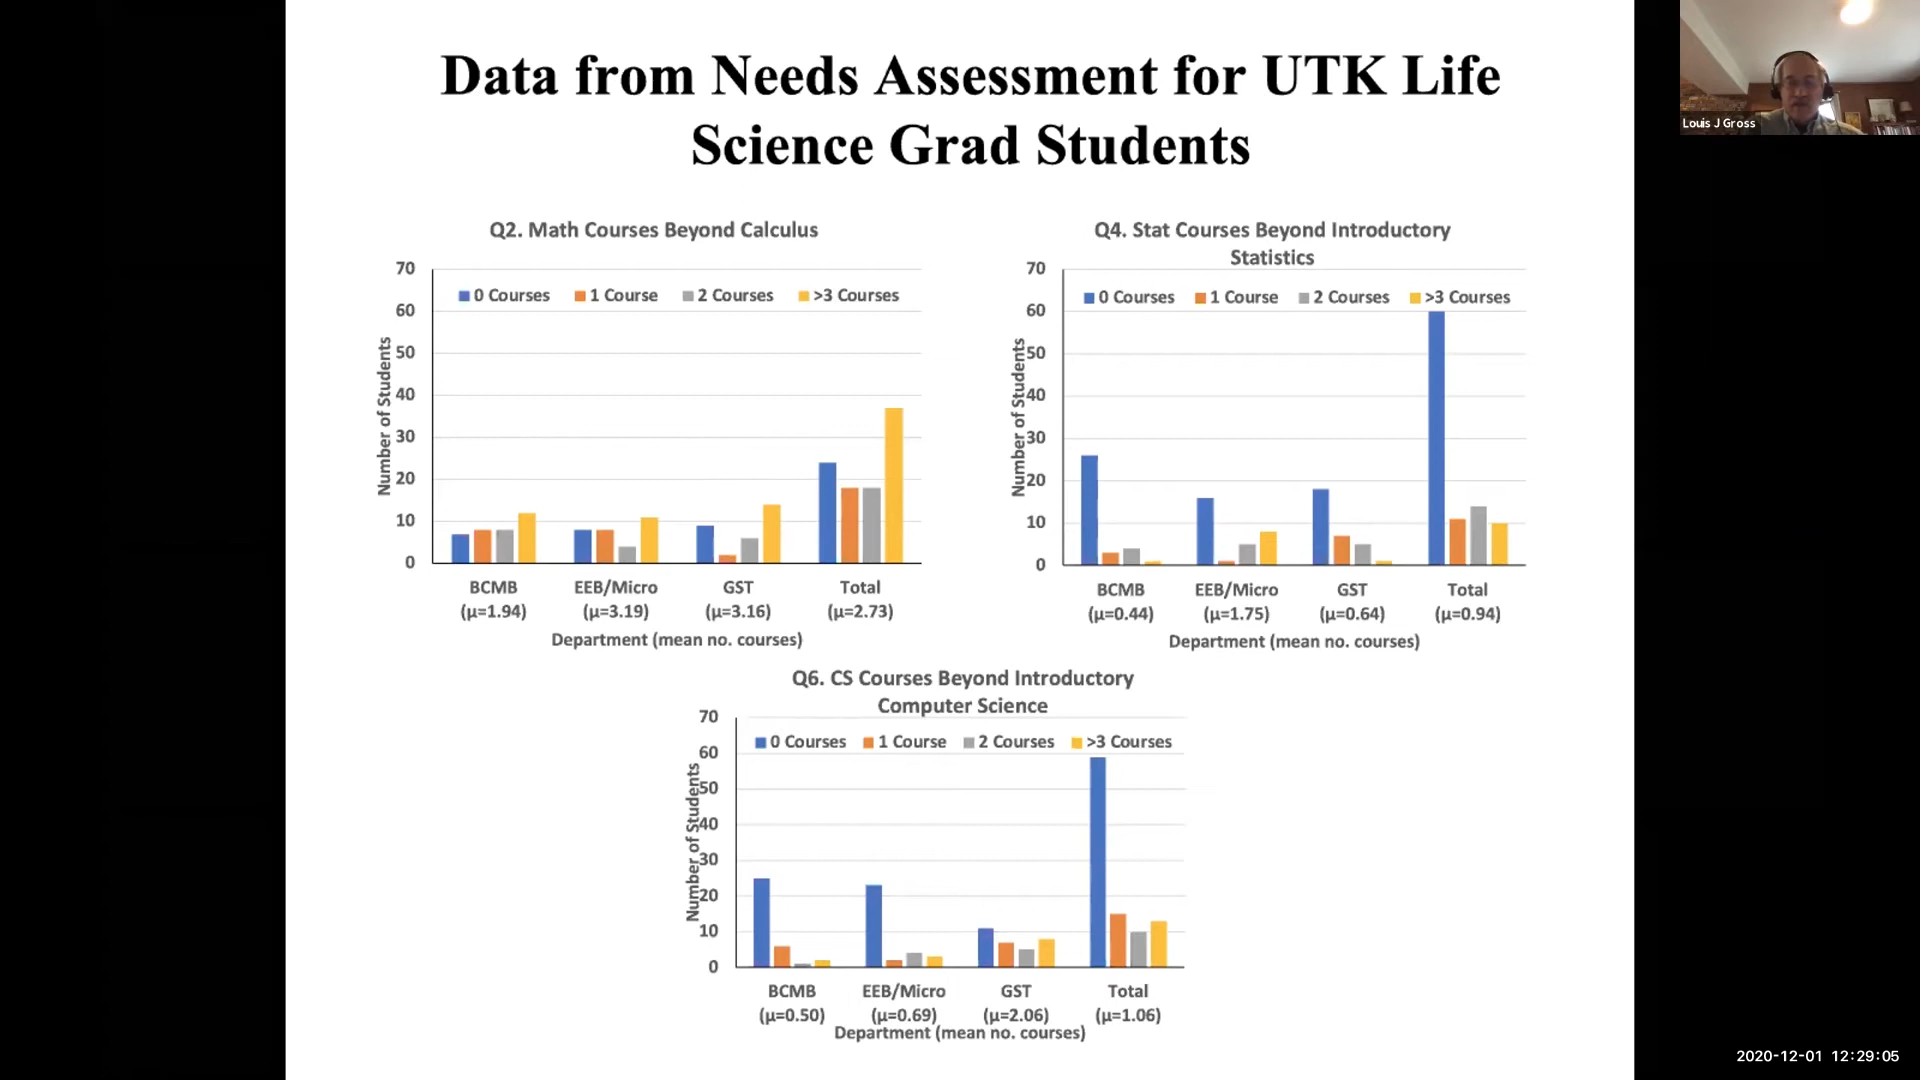 Data from Needs Assessment for UTK Life
Science Grad Students
Louis J Gross
Q2. Math Courses Beyond Calculus
Number of Students
70
60
50
40
30
20
10
0
0 Courses 1 Course 2 Courses >3 Courses
BCMB EEB/Micro GST Total
(µ=1.94) (µ=3.19) (µ=3.16) (µ=2.73)
Department (mean no. courses)
Q4. Stat Courses Beyond Introductory
Statistics
Number of Students
70
60
50
40
30
20
10
0
0 Courses 1 Course 2 Courses >3 Courses
BCMB EEB/Micro GST Total
(µ=0.44) (µ=1.75) (µ=0.64) (µ=0.94)
Department (mean no. courses)
Q6. CS Courses Beyond Introductory
Computer Science
Number of Students
70
60
50
40
30
20
10
0
0 Courses 1 Course 2 Courses >3 Courses
BCMB EEB/Micro GST Total
(µ=0.50) (µ=0.69) (µ=2.06) (µ=1.06)
Department (mean no. courses)
2020-12-01 12:29:05